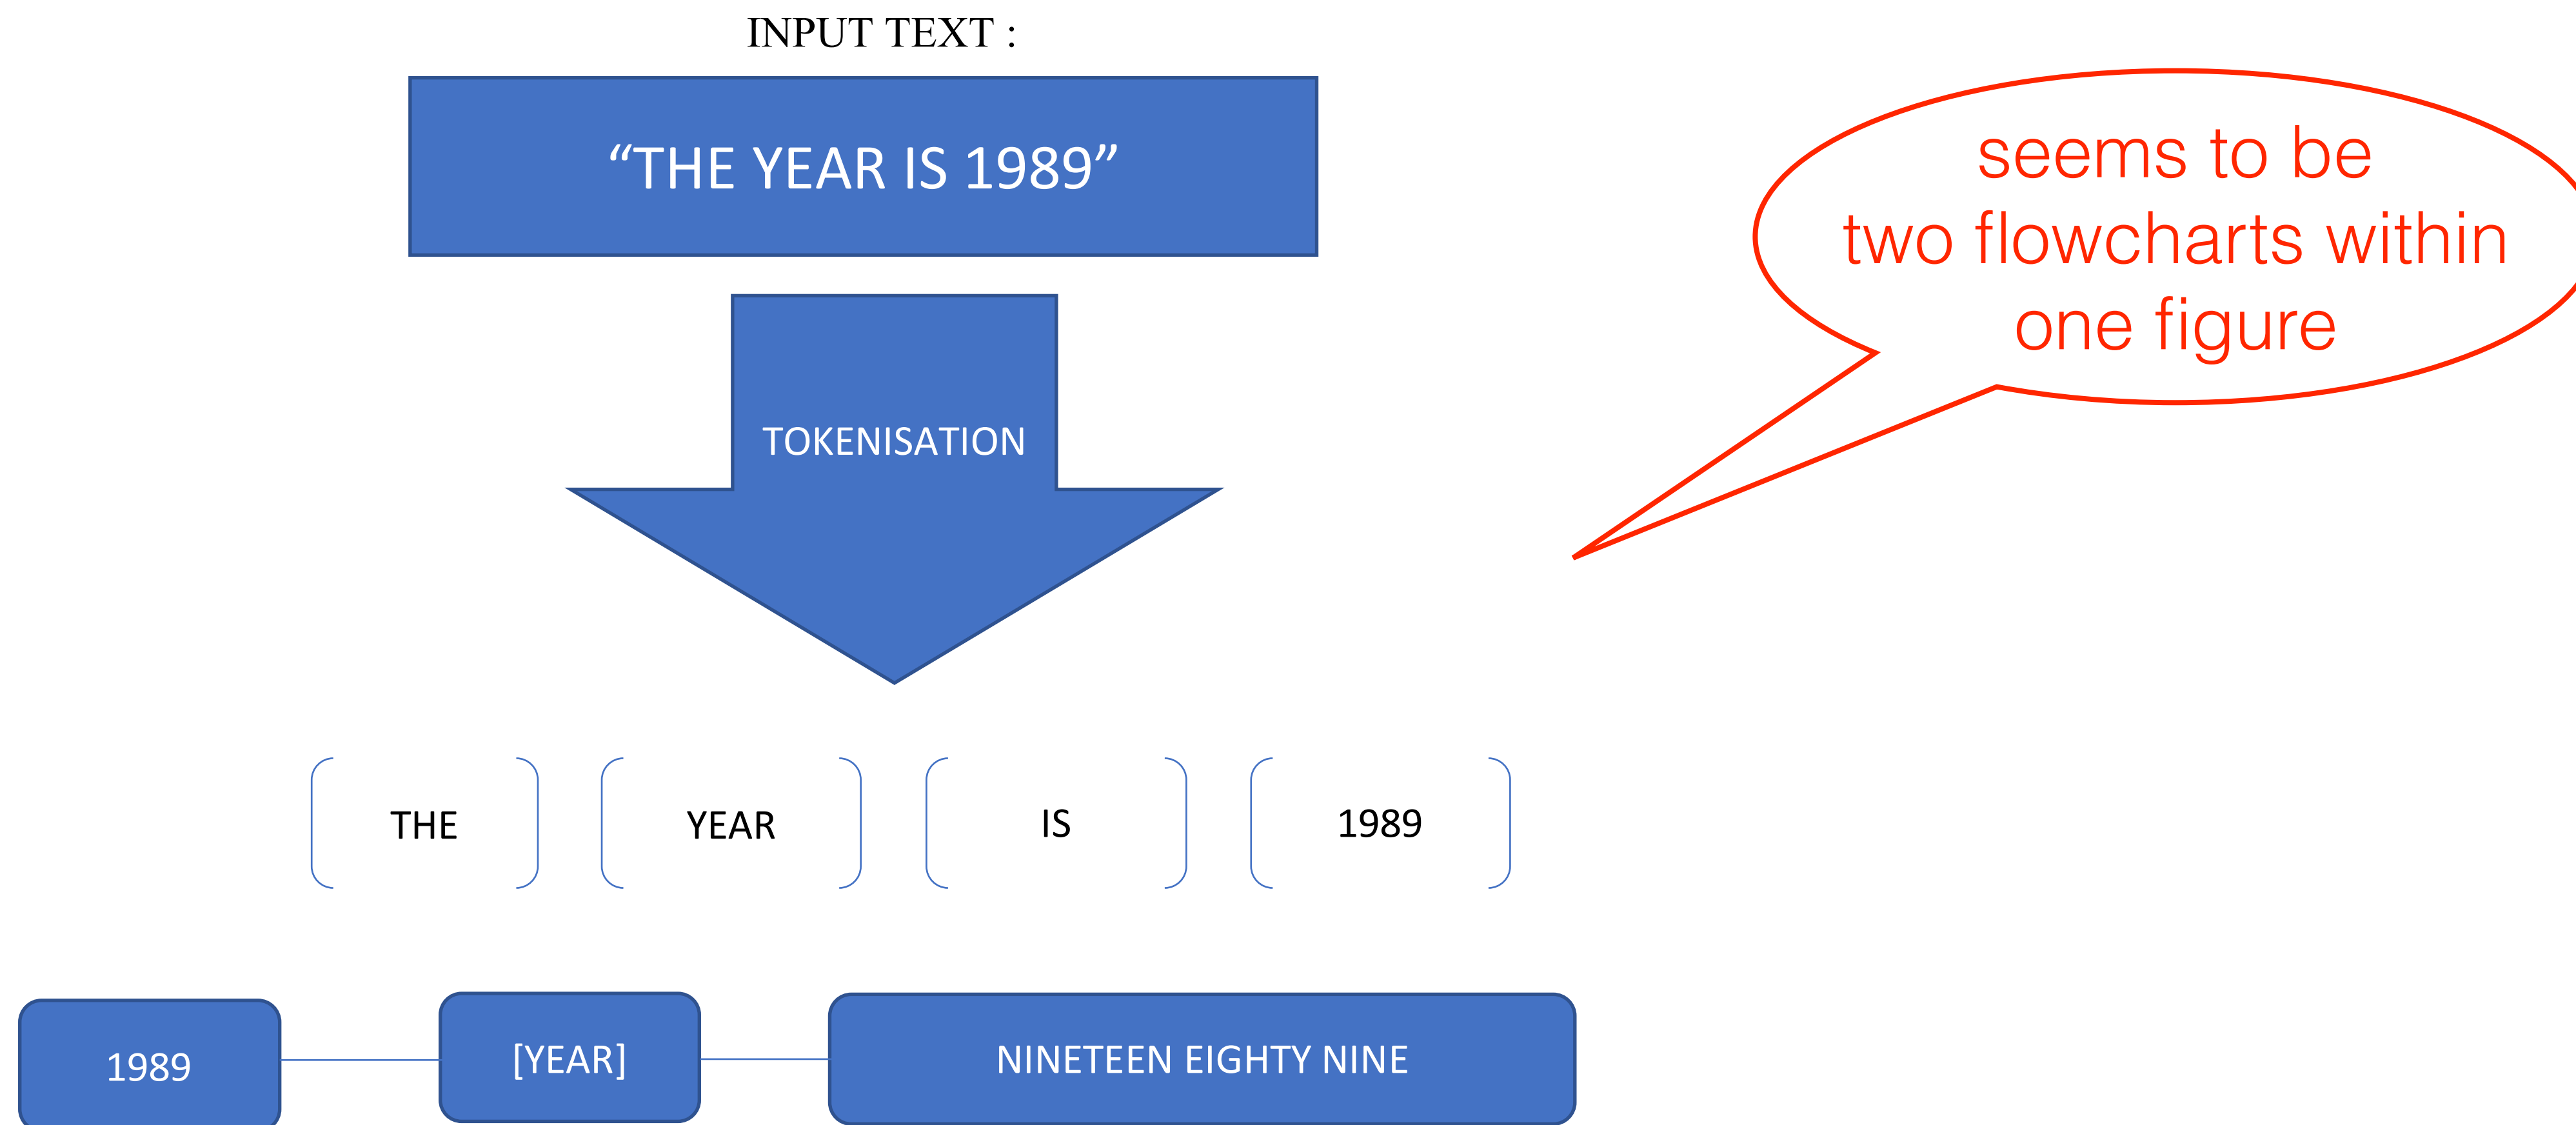 INPUT TEXT :
“THE YEAR IS 1989”
seems to be
two flowcharts within
one figure
TOKENISATION
THE YEAR IS 1989
1989 [YEAR] NINETEEN EIGHTY NINE